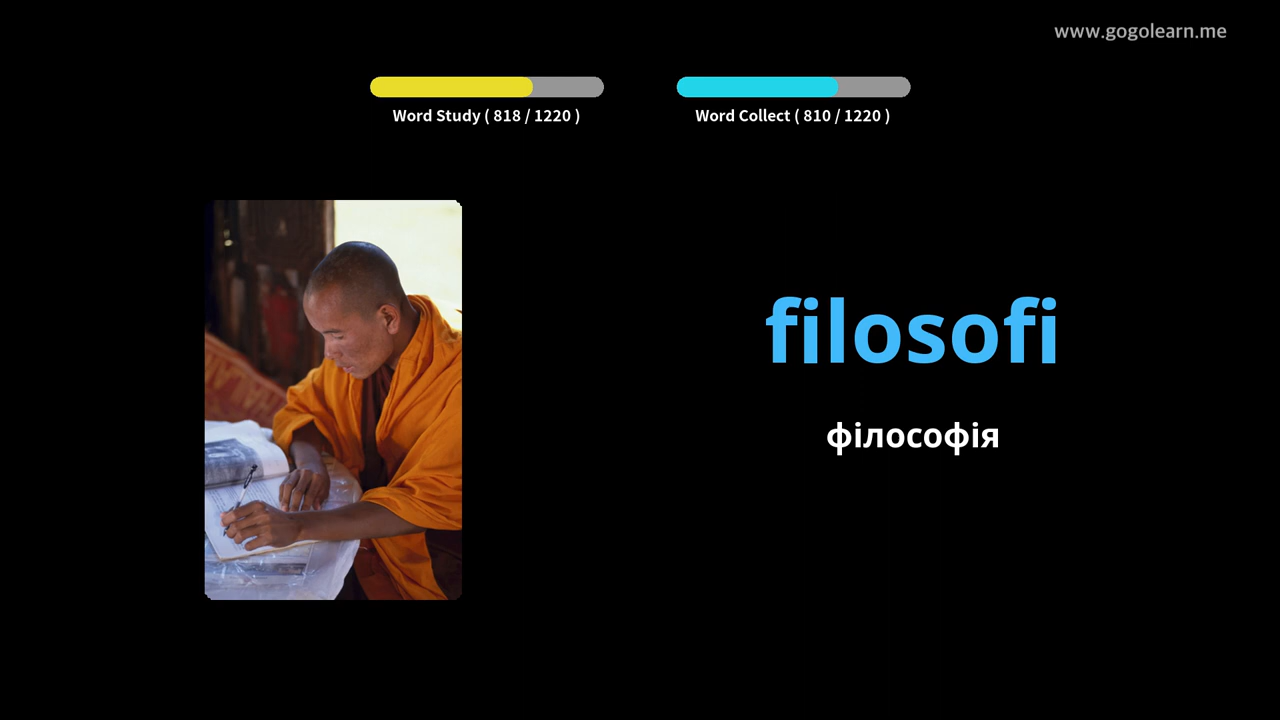 www.gogolearn.me
Word Study ( 818 / 1220 )
Word Collect ( 810 / 1220 )
filosofi
філософія